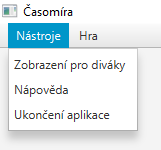 Časomíra
Nástroje Hra
Zobrazení pro diváky
Nápověda
Ukončení aplikace